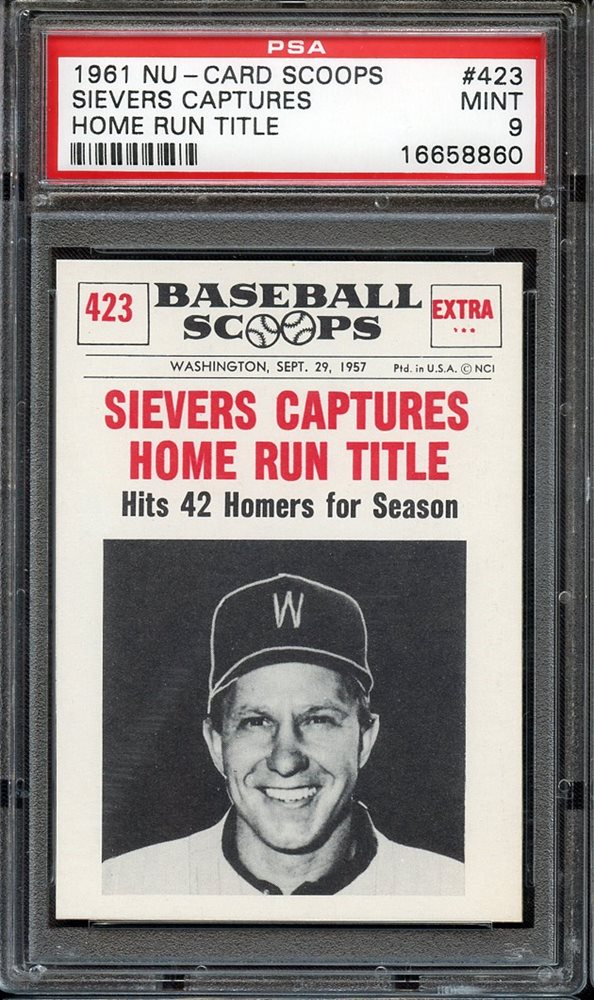 PSA
1961 NU-CARD SCOOPS #423
SIEVERS CAPTURES MINT
HOME RUN TITLE 9
16658860
423 BASEBALL SCOOPS EXTRA
WASHINGTON, SEPT. 29, 1957 Ptd. in U.S.A. © NCI
SIEVERS CAPTURES
HOME RUN TITLE
Hits 42 Homers for Season
W